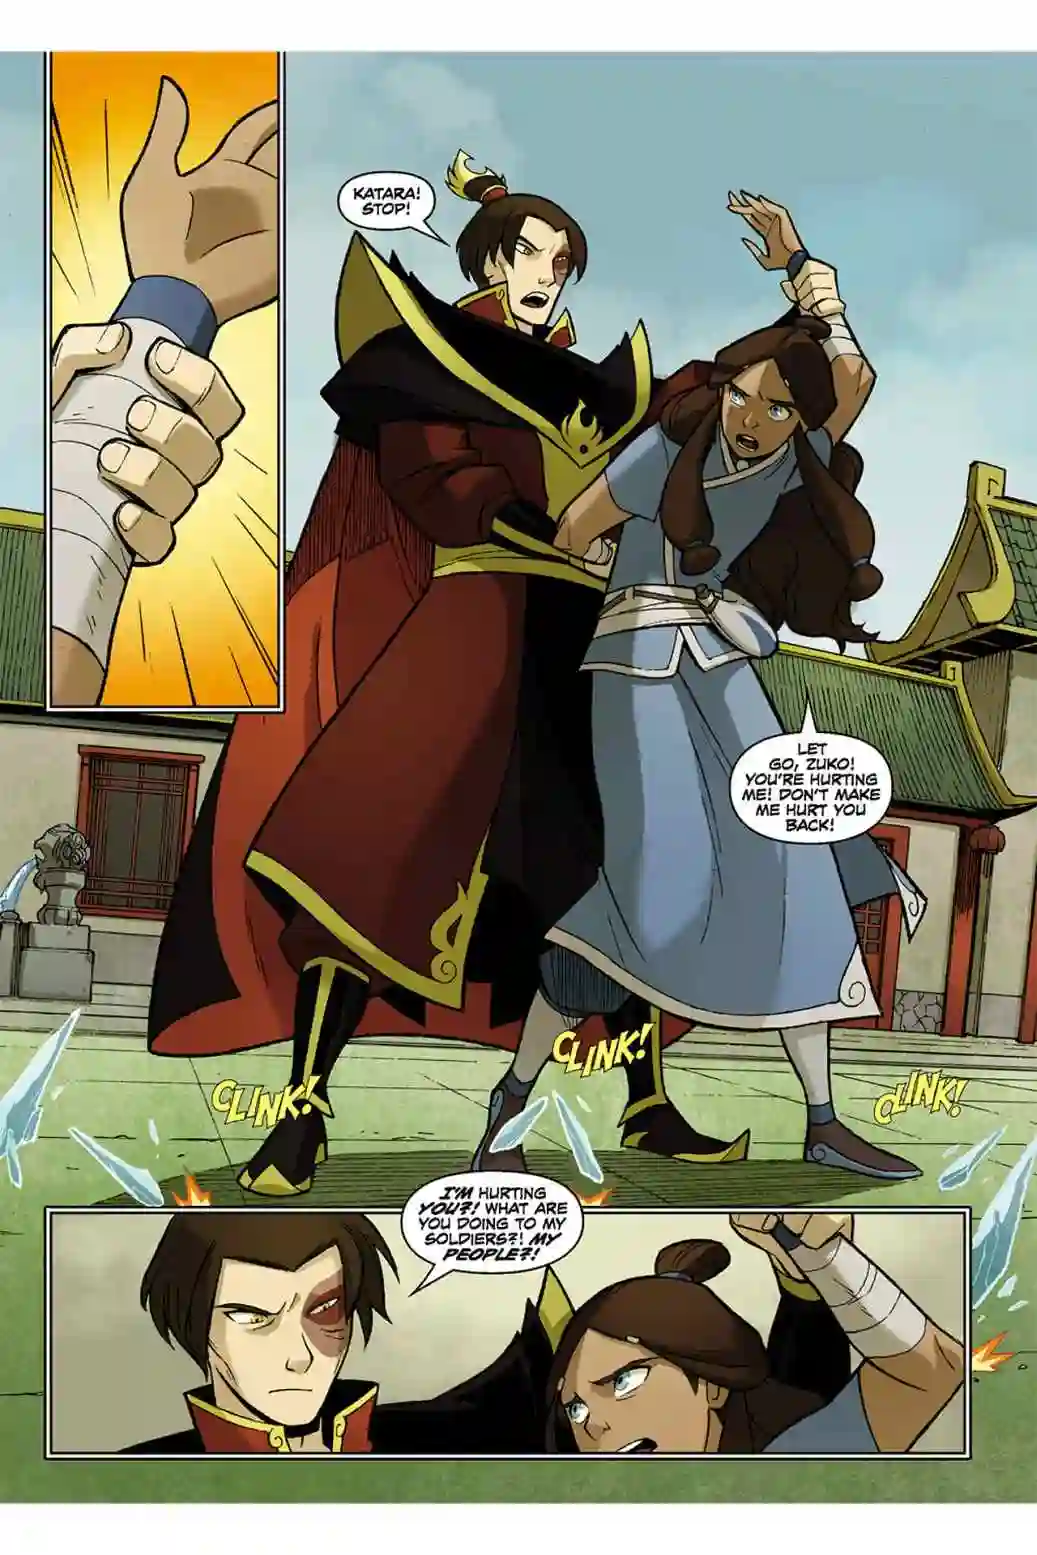 KATARA!
STOP!
LET
GO, ZUKO!
YOU'RE HURTING
ME! DON'T MAKE
ME HURT YOU
BACK!
CLINK!
CLINK!
CLINK!
I'M HURTING
YOU?! WHAT ARE
YOU DOING TO MY
SOLDIERS?! MY
PEOPLE?!